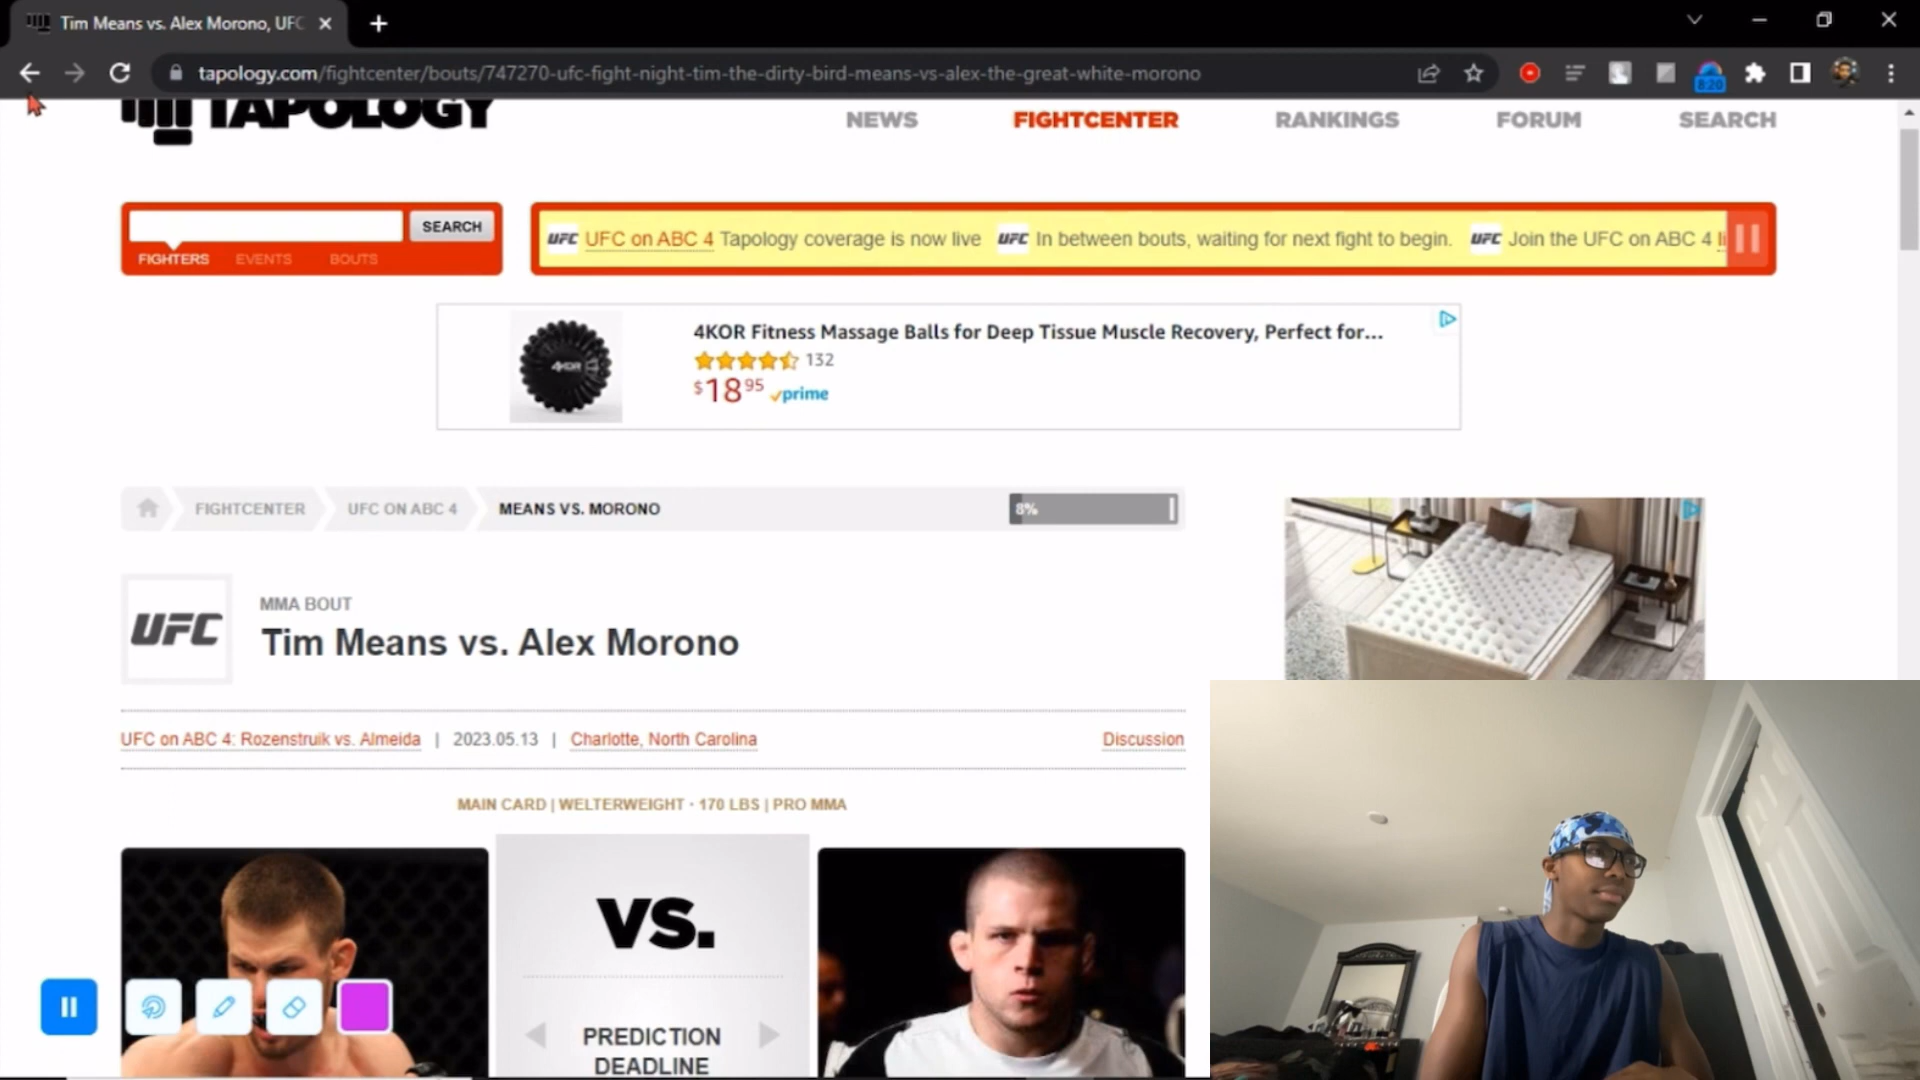 Tim Means vs. Alex Morono, UFC
tapology.com/fightcenter/bouts/747270-ufc-fight-night-tim-the-dirty-bird-means-vs-alex-the-great-white-morono
8:20
TAPOLOGY
NEWS FIGHTCENTER RANKINGS FORUM SEARCH
SEARCH
FIGHTERS EVENTS BOUTS
UFC UFC on ABC 4 Tapology coverage is now live UFC In between bouts, waiting for next fight to begin. UFC Join the UFC on ABC 4 li
4KOR Fitness Massage Balls for Deep Tissue Muscle Recovery, Perfect for...
4KOR
132
$18 95 prime
FIGHTCENTER UFC ON ABC 4 MEANS VS. MORONO 8%
UFC
MMA BOUT
Tim Means vs. Alex Morono
UFC on ABC 4: Rozenstruik vs. Almeida | 2023.05.13 | Charlotte, North Carolina Discussion
MAIN CARD | WELTERWEIGHT · 170 LBS | PRO MMA
VS.
PREDICTION
DEADLINE